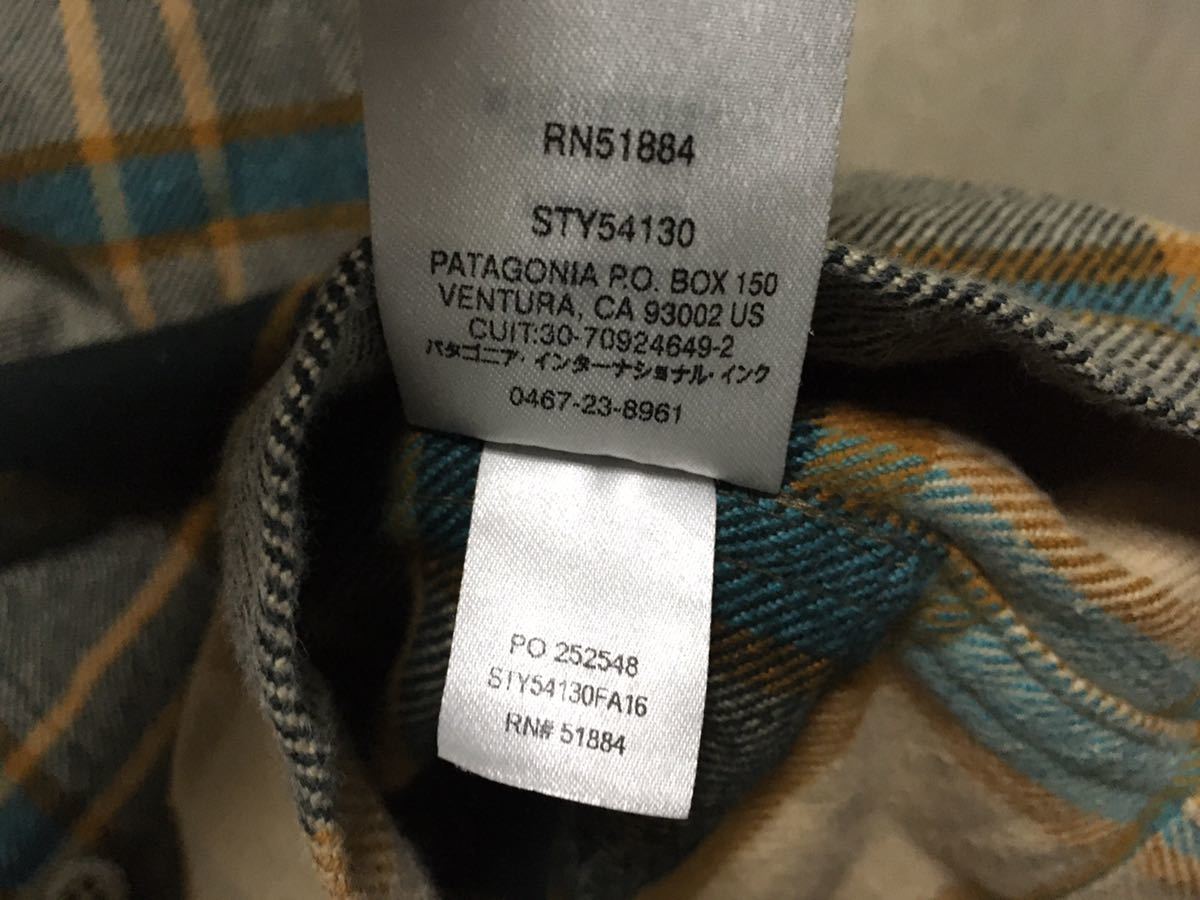 RN51884
STY54130
PATAGONIA P.O. BOX 150
VENTURA, CA 93002 US
CUIT:30-70924649-2
パタゴニア・インターナショナル・インク
0467-23-8961
PO 252548
STY54130FA16
RN# 51884